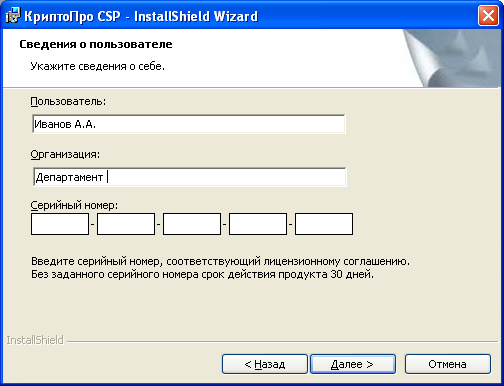 КриптоПро CSP - InstallShield Wizard
Сведения о пользователе
Укажите сведения о себе.
Пользователь:
Иванов А.А.
Организация:
Департамент
Серийный номер:
- - - -
Введите серийный номер, соответствующий лицензионному соглашению.
Без заданного серийного номера срок действия продукта 30 дней.
InstallShield
< Назад Далее > Отмена